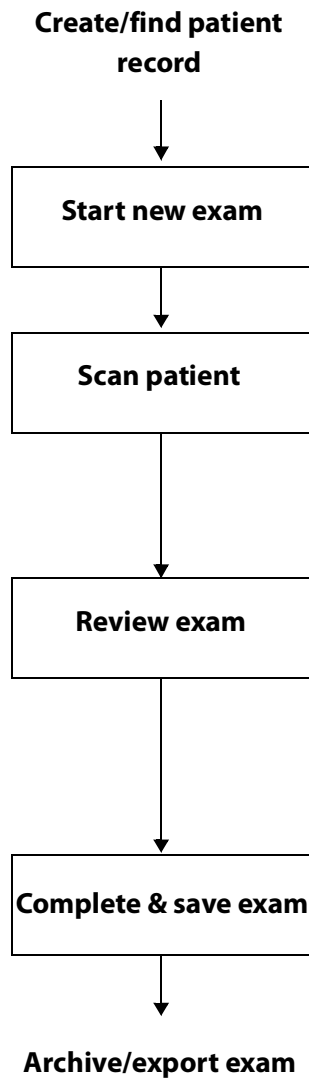 Create/find patient
record
Start new exam
Scan patient
Review exam
Complete & save exam
Archive/export exam